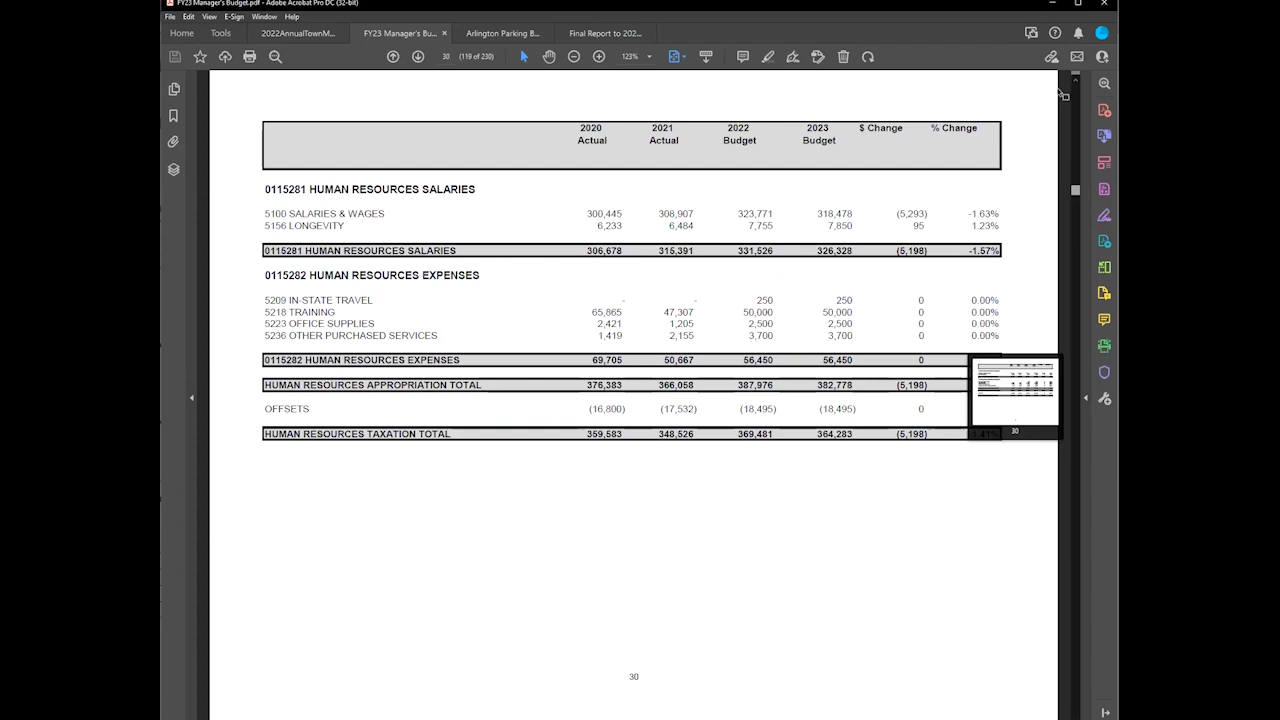 FY23 Manager's Budget.pdf - Adobe Acrobat Pro DC (32-bit)
File Edit View E-Sign Window Help
Home Tools 2022AnnualTownM... FY23 Manager's Bu... × Arlington Parking B... Final Report to 202...
30 (119 of 230) 123%
2020 2021 2022 2023 $ Change % Change
Actual Actual Budget Budget
0115281 HUMAN RESOURCES SALARIES
5100 SALARIES & WAGES 300,445 308,907 323,771 318,478 (5,293) -1.63%
5156 LONGEVITY 6,233 6,484 7,755 7,850 95 1.23%
0115281 HUMAN RESOURCES SALARIES 306,678 315,391 331,526 326,328 (5,198) -1.57%
0115282 HUMAN RESOURCES EXPENSES
5209 IN-STATE TRAVEL - - 250 250 0 0.00%
5218 TRAINING 65,865 47,307 50,000 50,000 0 0.00%
5223 OFFICE SUPPLIES 2,421 1,205 2,500 2,500 0 0.00%
5236 OTHER PURCHASED SERVICES 1,419 2,155 3,700 3,700 0 0.00%
0115282 HUMAN RESOURCES EXPENSES 69,705 50,667 56,450 56,450 0
HUMAN RESOURCES APPROPRIATION TOTAL 376,383 366,058 387,976 382,778 (5,198)
OFFSETS (16,800) (17,532) (18,495) (18,495) 0
HUMAN RESOURCES TAXATION TOTAL 359,583 348,526 369,481 364,283 (5,198)
30
30